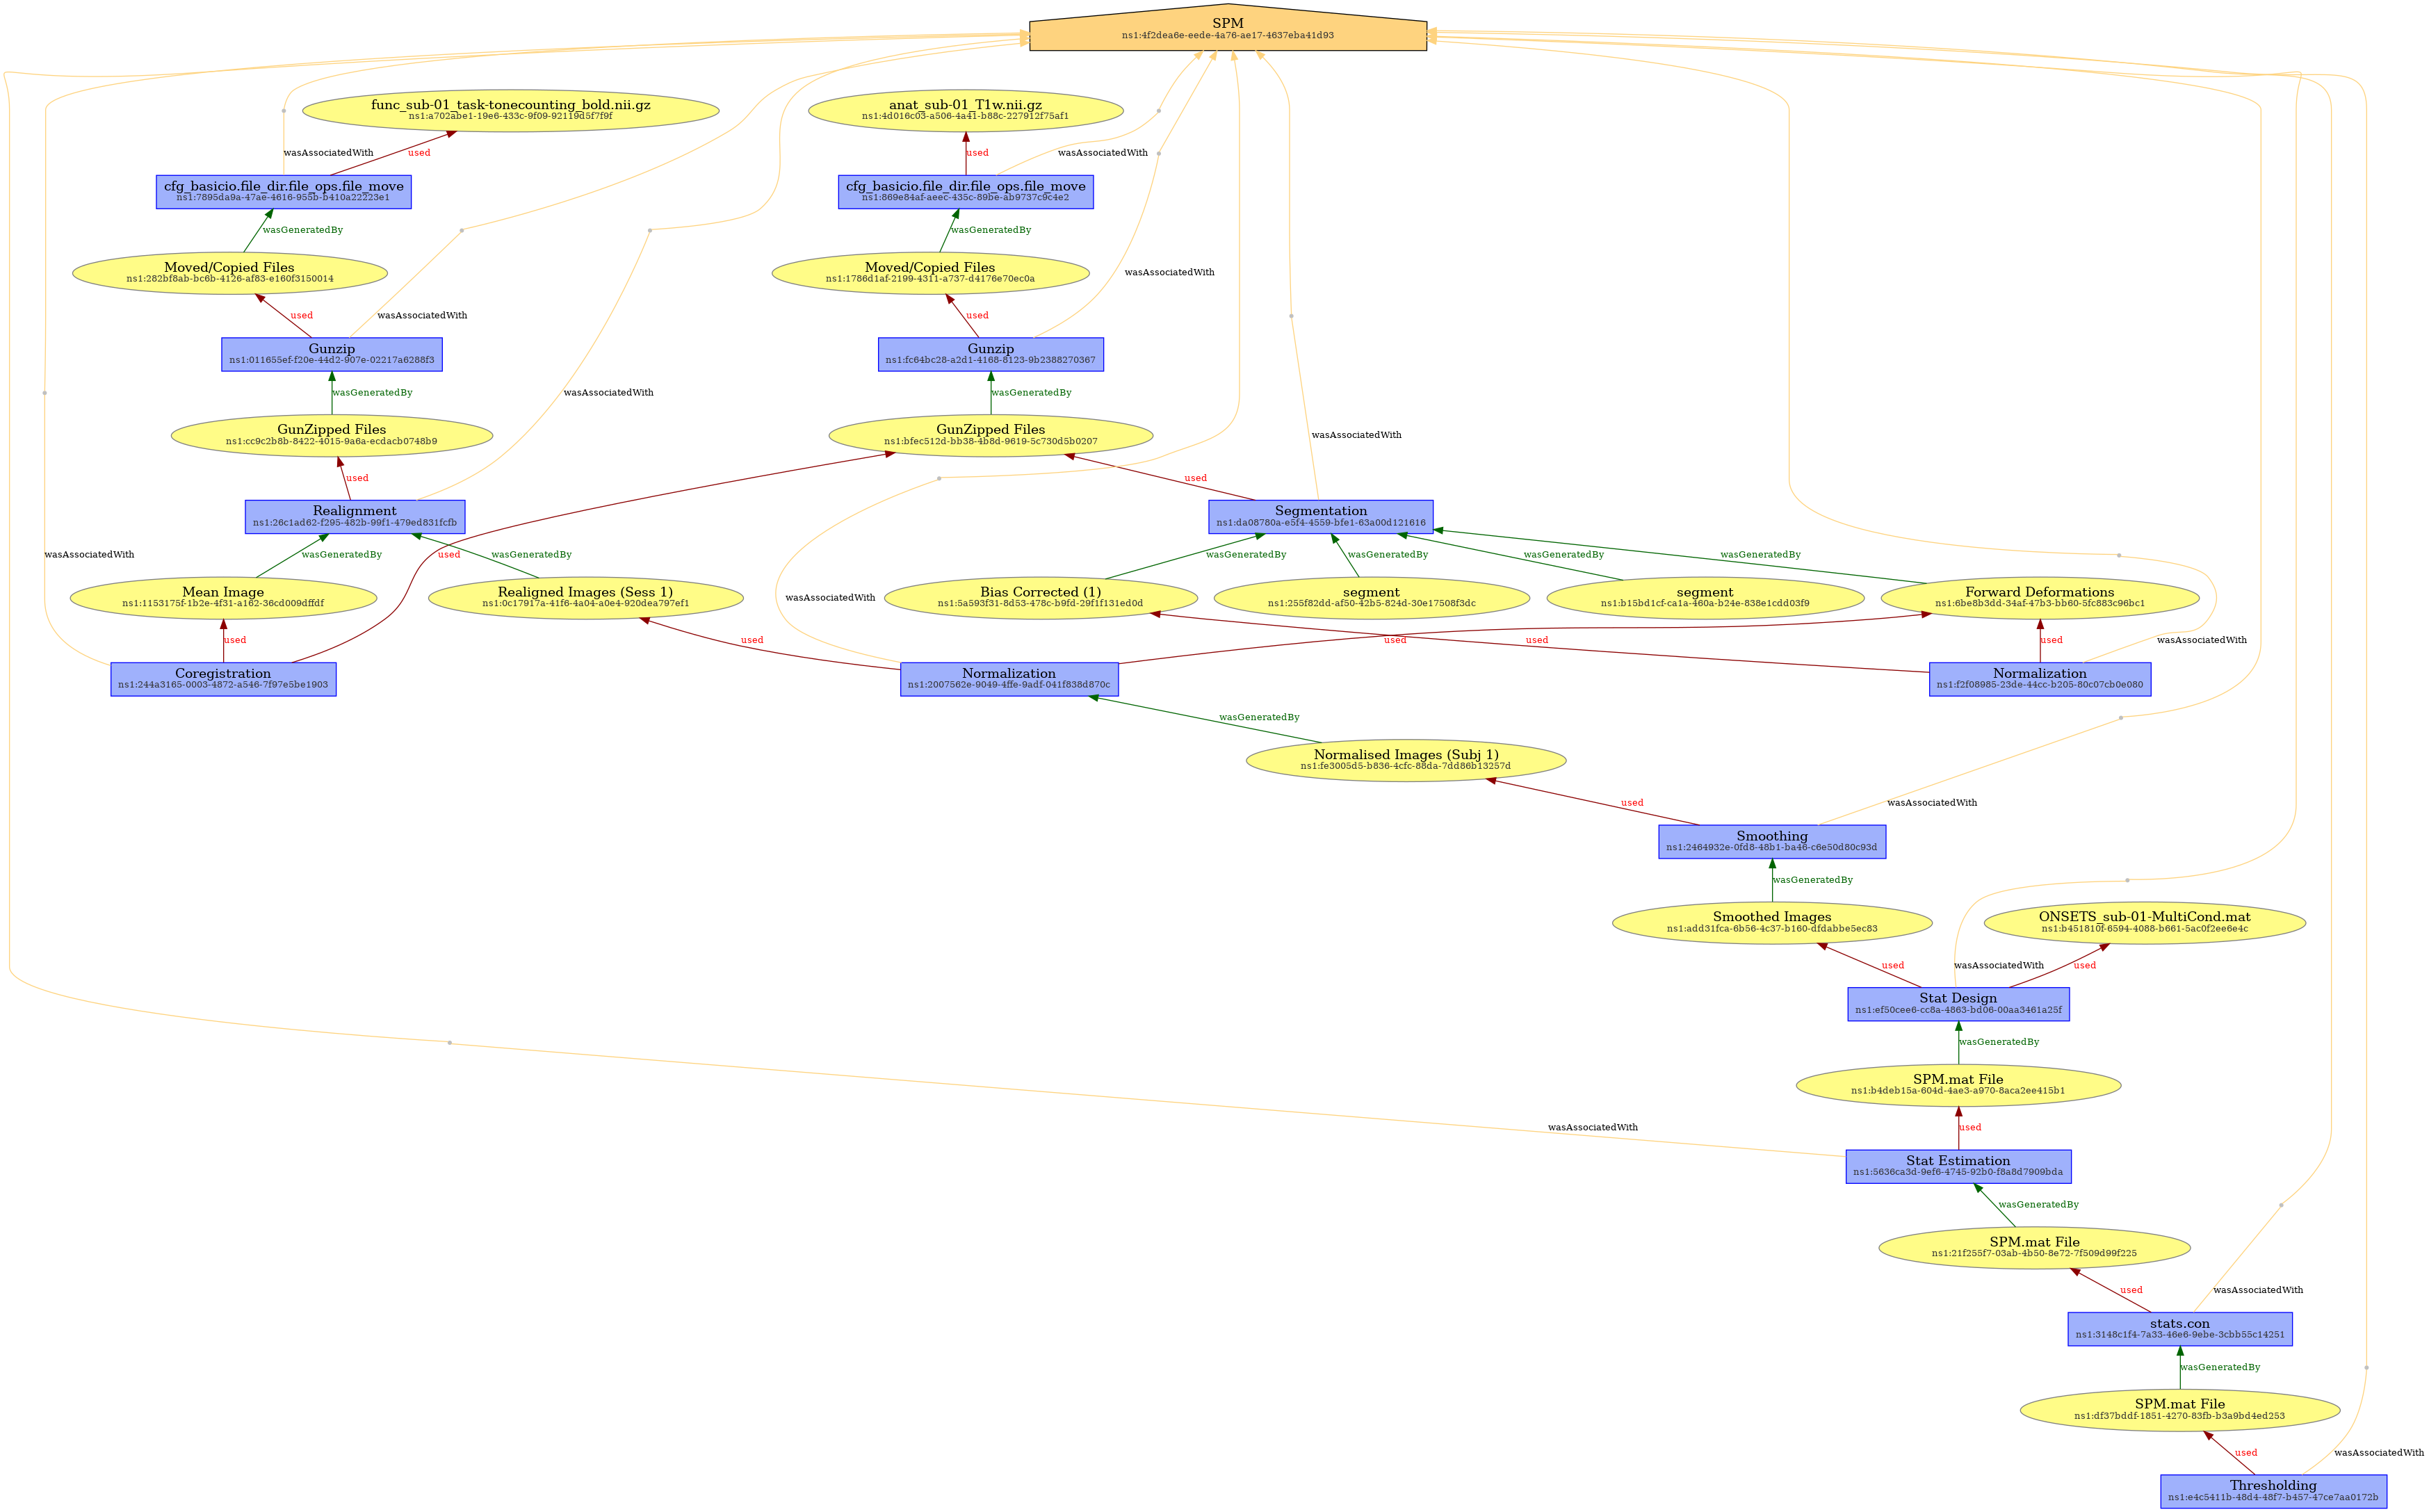 SPM
ns1:4f2dea6e-eede-4a76-ae17-4637eba41d93
func_sub-01_task-tonecounting_bold.nii.gz
ns1:a702abe1-19e6-433c-9f09-92119d5f7f9f
anat_sub-01_T1w.nii.gz
ns1:4d016c03-a506-4a41-b88c-227912f75af1
wasAssociatedWith
used
used
wasAssociatedWith
cfg_basicio.file_dir.file_ops.file_move
ns1:7895da9a-47ae-4616-955b-b410a22223e1
cfg_basicio.file_dir.file_ops.file_move
ns1:869e84af-aeec-435c-89be-ab9737c9c4e2
wasGeneratedBy
wasGeneratedBy
Moved/Copied Files
ns1:282bf8ab-bc6b-4126-af83-e160f3150014
Moved/Copied Files
ns1:1786d1af-2199-4311-a737-d4176e70ec0a
wasAssociatedWith
used
wasAssociatedWith
used
Gunzip
ns1:011655ef-f20e-44d2-907e-02217a6288f3
Gunzip
ns1:fc64bc28-a2d1-4168-8123-9b2388270367
wasGeneratedBy
wasAssociatedWith
wasGeneratedBy
GunZipped Files
ns1:cc9c2b8b-8422-4015-9a6a-ecdacb0748b9
GunZipped Files
ns1:bfec512d-bb38-4b8d-9619-5c730d5b0207
wasAssociatedWith
used
used
Realignment
ns1:26c1ad62-f295-482b-99f1-479ed831fcfb
Segmentation
ns1:da08780a-e5f4-4559-bfe1-63a00d121616
wasAssociatedWith
wasGeneratedBy
used
wasGeneratedBy
wasGeneratedBy
wasGeneratedBy
wasGeneratedBy
wasGeneratedBy
Mean Image
ns1:1153175f-1b2e-4f31-a162-36cd009dffdf
Realigned Images (Sess 1)
ns1:0c17917a-41f6-4a04-a0e4-920dea797ef1
wasAssociatedWith
Bias Corrected (1)
ns1:5a593f31-8d53-478c-b9fd-29f1f131ed0d
segment
ns1:255f82dd-af50-42b5-824d-30e17508f3dc
segment
ns1:b15bd1cf-ca1a-460a-b24e-838e1cdd03f9
Forward Deformations
ns1:6be8b3dd-34af-47b3-bb60-5fc883c96bc1
used
used
used
used
used
wasAssociatedWith
Coregistration
ns1:244a3165-0003-4872-a546-7f97e5be1903
Normalization
ns1:2007562e-9049-4ffe-9adf-041f838d870c
Normalization
ns1:f2f08985-23de-44cc-b205-80c07cb0e080
wasGeneratedBy
Normalised Images (Subj 1)
ns1:fe3005d5-b836-4cfc-88da-7dd86b13257d
used
wasAssociatedWith
Smoothing
ns1:2464932e-0fd8-48b1-ba46-c6e50d80c93d
wasGeneratedBy
Smoothed Images
ns1:add31fca-6b56-4c37-b160-dfdabbe5ec83
ONSETS_sub-01-MultiCond.mat
ns1:b451810f-6594-4088-b661-5ac0f2ee6e4c
used
wasAssociatedWith
used
Stat Design
ns1:ef50cee6-cc8a-4863-bd06-00aa3461a25f
wasGeneratedBy
SPM.mat File
ns1:b4deb15a-604d-4ae3-a970-8aca2ee415b1
wasAssociatedWith
used
Stat Estimation
ns1:5636ca3d-9ef6-4745-92b0-f8a8d7909bda
wasGeneratedBy
SPM.mat File
ns1:21f255f7-03ab-4b50-8e72-7f509d99f225
used
wasAssociatedWith
stats.con
ns1:3148c1f4-7a33-46e6-9ebe-3cbb55c14251
wasGeneratedBy
SPM.mat File
ns1:df37bddf-1851-4270-83fb-b3a9bd4ed253
used
wasAssociatedWith
Thresholding
ns1:e4c5411b-48d4-48f7-b457-47ce7aa0172b